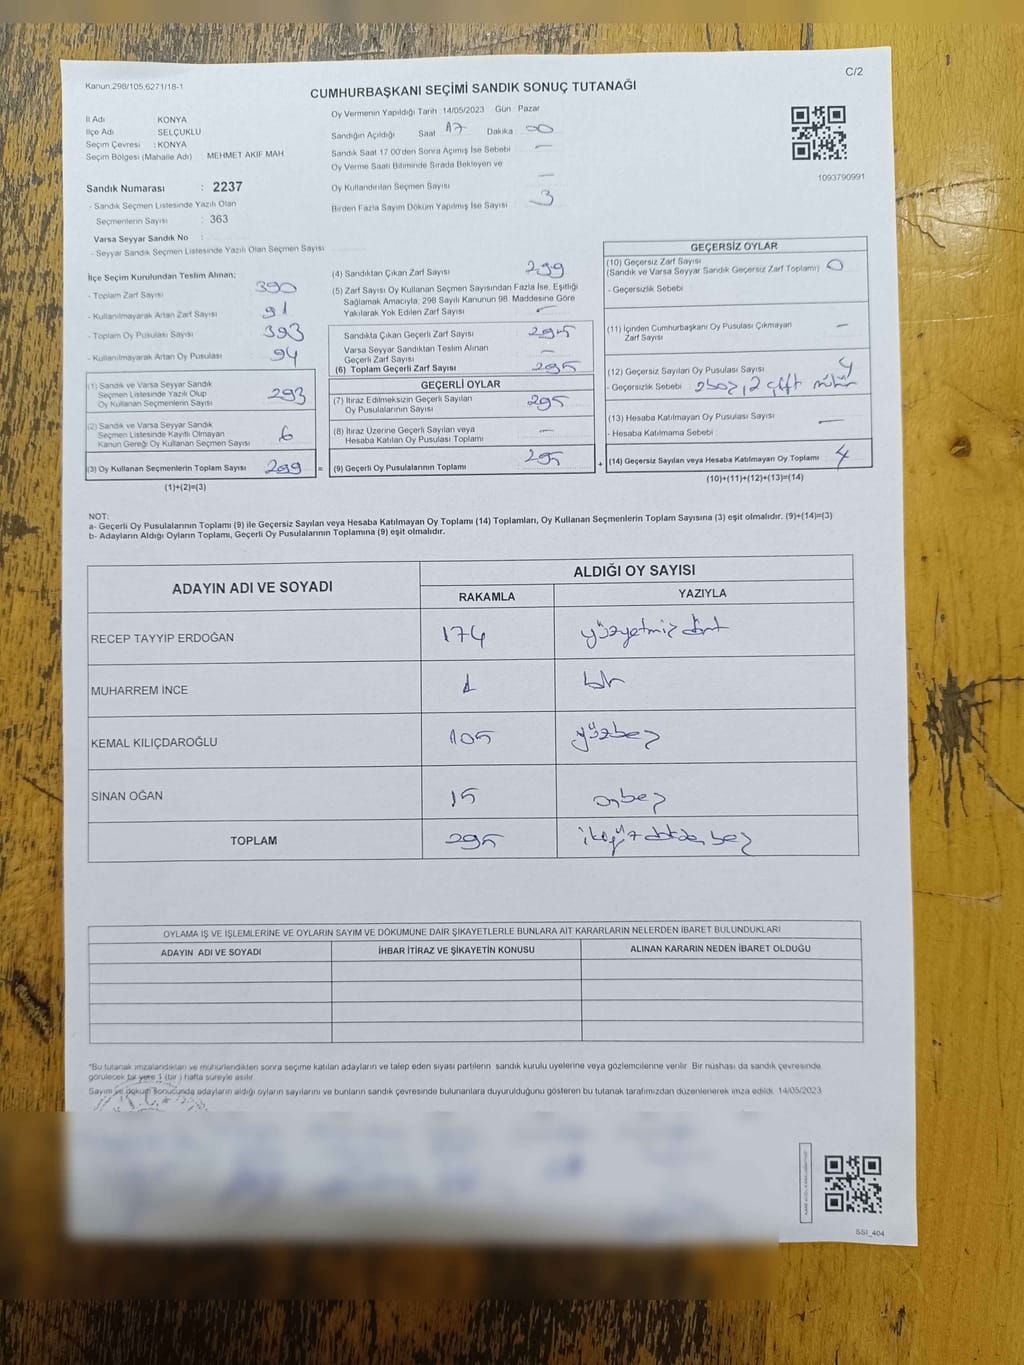 Kanun.298/105,6271/18-1
C/2
CUMHURBAŞKANI SEÇİMİ SANDIK SONUÇ TUTANAĞI
İl Adı KONYA
İlçe Adı SELÇUKLU
Seçim Çevresi : KONYA
Seçim Bölgesi (Mahalle Adı) MEHMET AKİF MAH
Sandık Numarası : 2237
- Sandık Seçmen Listesinde Yazılı Olan
Seçmenlerin Sayısı : 363
Varsa Seyyar Sandık No :
- Seyyar Sandık Seçmen Listesinde Yazılı Olan Seçmen Sayısı
Oy Vermenin Yapıldığı Tarih : 14/05/2023 Gün : Pazar
Sandığın Açıldığı Saat 17 Dakika 00
Sandık Saat 17.00'den Sonra Açılmış İse Sebebi —
Oy Verme Saati Bitiminde Sırada Bekleyen ve
Oy Kullandırılan Seçmen Sayısı —
Birden Fazla Sayım Döküm Yapılmış İse Sayısı 3
1093790991
İlçe Seçim Kurulundan Teslim Alınan;
- Toplam Zarf Sayısı 390
- Kullanılmayarak Artan Zarf Sayısı 91
- Toplam Oy Pusulası Sayısı 393
- Kullanılmayarak Artan Oy Pusulası 94
(1) Sandık ve Varsa Seyyar Sandık
Seçmen Listesinde Yazılı Olup
Oy Kullanan Seçmenlerin Sayısı 293
(2) Sandık ve Varsa Seyyar Sandık
Seçmen Listesinde Kayıtlı Olmayan
Kanun Gereği Oy Kullanan Seçmen Sayısı 6
(3) Oy Kullanan Seçmenlerin Toplam Sayısı 299 =
(1)+(2)=(3)
(4) Sandıktan Çıkan Zarf Sayısı 299
(5) Zarf Sayısı Oy Kullanan Seçmen Sayısından Fazla İse, Eşitliği
Sağlamak Amacıyla, 298 Sayılı Kanunun 98. Maddesine Göre
Yakılarak Yok Edilen Zarf Sayısı —
Sandıkta Çıkan Geçerli Zarf Sayısı 295
Varsa Seyyar Sandıktan Teslim Alınan
Geçerli Zarf Sayısı —
(6) Toplam Geçerli Zarf Sayısı 295
GEÇERLİ OYLAR
(7) İtiraz Edilmeksizin Geçerli Sayılan
Oy Pusulalarının Sayısı 295
(8) İtiraz Üzerine Geçerli Sayılan veya
Hesaba Katılan Oy Pusulası Toplamı —
(9) Geçerli Oy Pusulalarının Toplamı 295 +
GEÇERSİZ OYLAR
(10) Geçersiz Zarf Sayısı
(Sandık ve Varsa Seyyar Sandık Geçersiz Zarf Toplamı) 0
- Geçersizlik Sebebi :
(11) İçinden Cumhurbaşkanı Oy Pusulası Çıkmayan
Zarf Sayısı —
(12) Geçersiz Sayılan Oy Pusulası Sayısı 4
- Geçersizlik Sebebi 2 boş, 2 çift mühür
(13) Hesaba Katılmayan Oy Pusulası Sayısı —
- Hesaba Katılmama Sebebi :
(14) Geçersiz Sayılan veya Hesaba Katılmayan Oy Toplamı 4
(10)+(11)+(12)+(13)=(14)
NOT:
a- Geçerli Oy Pusulalarının Toplamı (9) ile Geçersiz Sayılan veya Hesaba Katılmayan Oy Toplamı (14) Toplamları, Oy Kullanan Seçmenlerin Toplam Sayısına (3) eşit olmalıdır. (9)+(14)=(3)
b- Adayların Aldığı Oyların Toplamı, Geçerli Oy Pusulalarının Toplamına (9) eşit olmalıdır.
ADAYIN ADI VE SOYADI
ALDIĞI OY SAYISI
RAKAMLA YAZIYLA
RECEP TAYYİP ERDOĞAN 174 yüzyetmişdört
MUHARREM İNCE 1 bir
KEMAL KILIÇDAROĞLU 105 yüzbeş
SİNAN OĞAN 15 onbeş
TOPLAM 295 ikiyüzdoksanbeş
OYLAMA İŞ VE İŞLEMLERİNE VE OYLARIN SAYIM VE DÖKÜMÜNE DAİR ŞİKAYETLERLE BUNLARA AİT KARARLARIN NELERDEN İBARET BULUNDUKLARI
ADAYIN ADI VE SOYADI İHBAR İTİRAZ VE ŞİKAYETİN KONUSU ALINAN KARARIN NEDEN İBARET OLDUĞU
*Bu tutanak imzalandıktan ve mühürlendikten sonra seçime katılan adayların ve talep eden siyasi partilerin sandık kurulu üyelerine veya gözlemcilerine verilir. Bir nüshası da sandık çevresinde
görülecek bir yere 1 (bir) hafta süreyle asılır.
Sayım ve döküm sonucunda adayların aldığı oyların sayılarını ve bunların sandık çevresinde bulunanlara duyurulduğunu gösteren bu tutanak tarafımızdan düzenlenerek imza edildi. 14/05/2023
SSİ_404